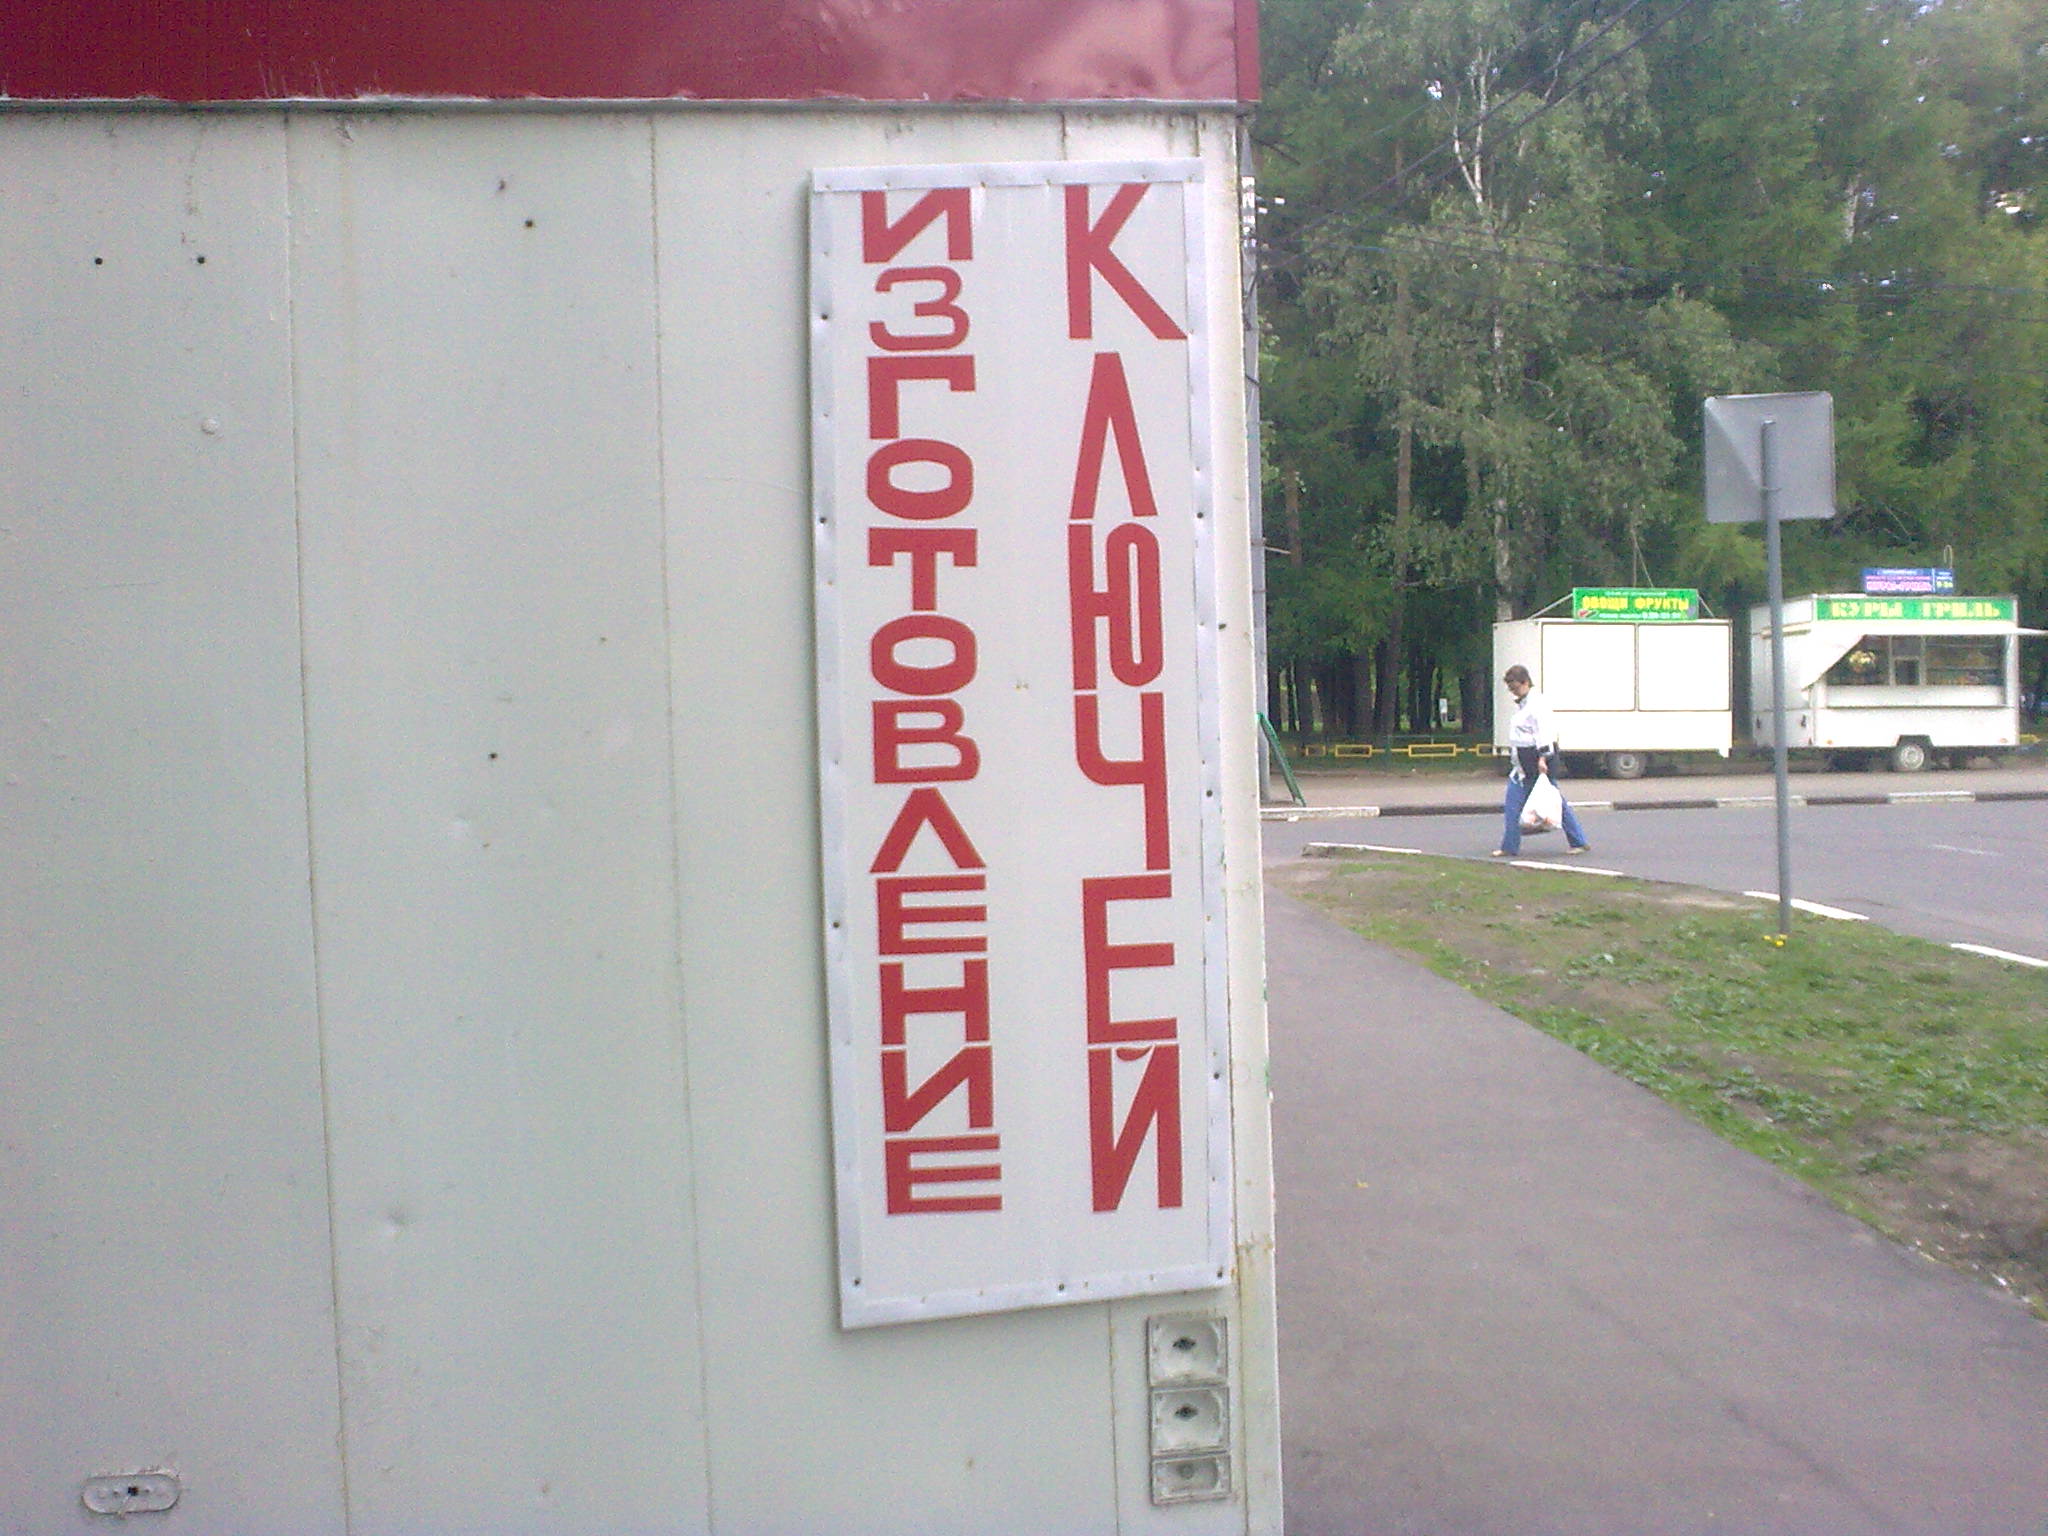 ИЗГОТОВЛЕНИЕ
КЛЮЧЕЙ
ОВОЩИ ФРУКТЫ
КУРЫ ГРИЛЬ